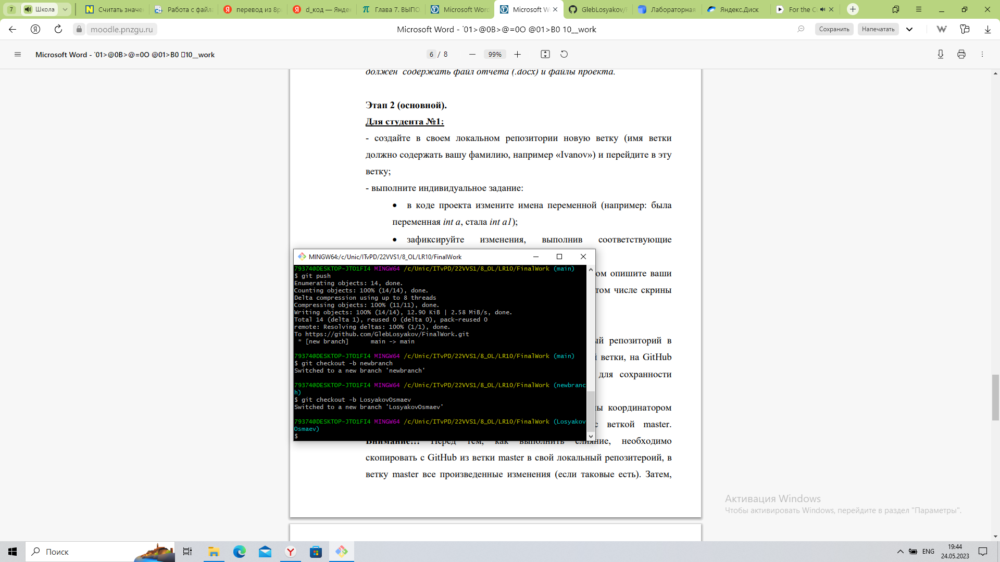 7
Школа
Считать значе
Работа с файла
перевод из 8ри
d_код — Яндек
Глава 7. ВЫПО
Microsoft Word
Microsoft Wo
GlebLosyakov/F
Лабораторная
Яндекс.Диск
For the Co
moodle.pnzgu.ru
Microsoft Word - '01>@0B>@=0O @01>B0 10__work
Сохранить
Напечатать
Microsoft Word - '01>@0B>@=0O @01>B0 10__work
6 / 8
99%
должен содержать файл отчета (.docx) и файлы проекта.
Этап 2 (основной).
Для студента №1:
- создайте в своем локальном репозитории новую ветку (имя ветки
должно содержать вашу фамилию, например «Ivanov») и перейдите в эту
ветку;
- выполните индивидуальное задание:
• в коде проекта измените имена переменной (например: была
переменная int a, стала int a1);
• зафиксируйте изменения, выполнив соответствующие
MINGW64:/c/Unic/ITvPD/22VVS1/8_OL/LR10/FinalWork
79374@DESKTOP-JTO1FI4 MINGW64 /c/Unic/ITvPD/22VVS1/8_OL/LR10/FinalWork (main)
$ git push
Enumerating objects: 14, done.
Counting objects: 100% (14/14), done.
Delta compression using up to 8 threads
Compressing objects: 100% (11/11), done.
Writing objects: 100% (14/14), 12.90 KiB | 2.58 MiB/s, done.
Total 14 (delta 1), reused 0 (delta 0), pack-reused 0
remote: Resolving deltas: 100% (1/1), done.
To https://github.com/GlebLosyakov/FinalWork.git
* [new branch]      main -> main
79374@DESKTOP-JTO1FI4 MINGW64 /c/Unic/ITvPD/22VVS1/8_OL/LR10/FinalWork (main)
$ git checkout -b newbranch
Switched to a new branch 'newbranch'
79374@DESKTOP-JTO1FI4 MINGW64 /c/Unic/ITvPD/22VVS1/8_OL/LR10/FinalWork (newbranc
h)
$ git checkout -b LosyakovOsmaev
Switched to a new branch 'LosyakovOsmaev'
79374@DESKTOP-JTO1FI4 MINGW64 /c/Unic/ITvPD/22VVS1/8_OL/LR10/FinalWork (Losyakov
Osmaev)
$
ом опишите ваши
том числе скрины
ый репозиторий в
й ветки, на GitHub
для сохранности
ы координатором
с веткой master.
Внимание!!! Перед тем, как выполнить слияние, необходимо
скопировать с GitHub из ветки master в свой локальный репозитероий, в
ветку master все произведенные изменения (если таковые есть). Затем,
Активация Windows
Чтобы активировать Windows, перейдите в раздел "Параметры".
Поиск
ENG
19:44
24.05.2023